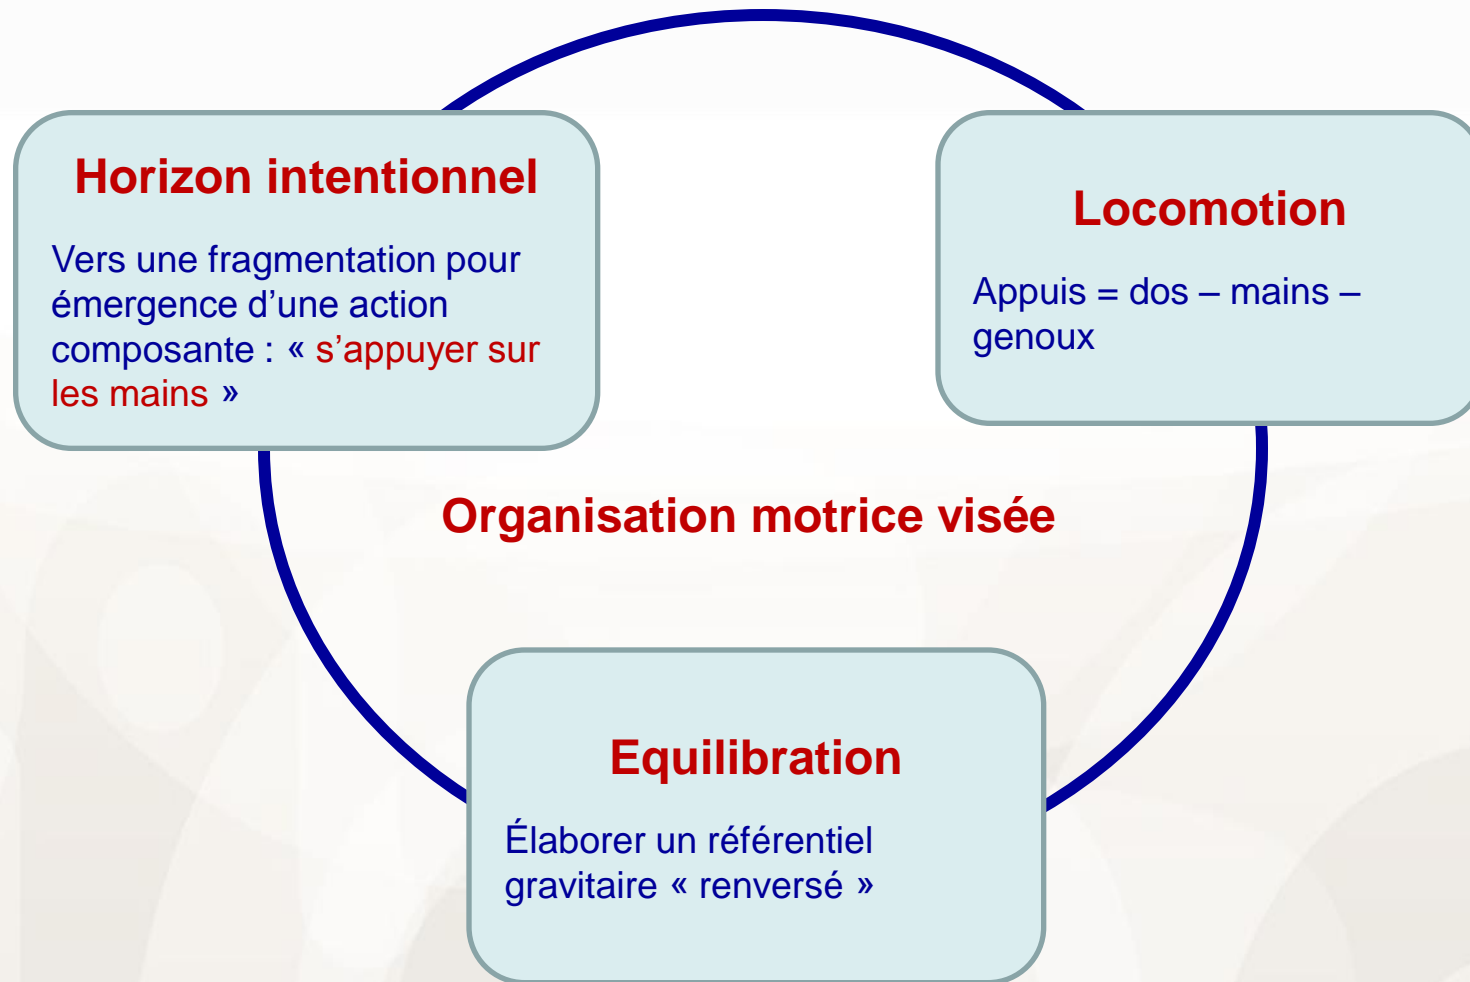 Horizon intentionnel
Vers une fragmentation pour
émergence d’une action
composante : « s’appuyer sur
les mains »
Locomotion
Appuis = dos – mains –
genoux
Organisation motrice visée
Equilibration
Élaborer un référentiel
gravitaire « renversé »